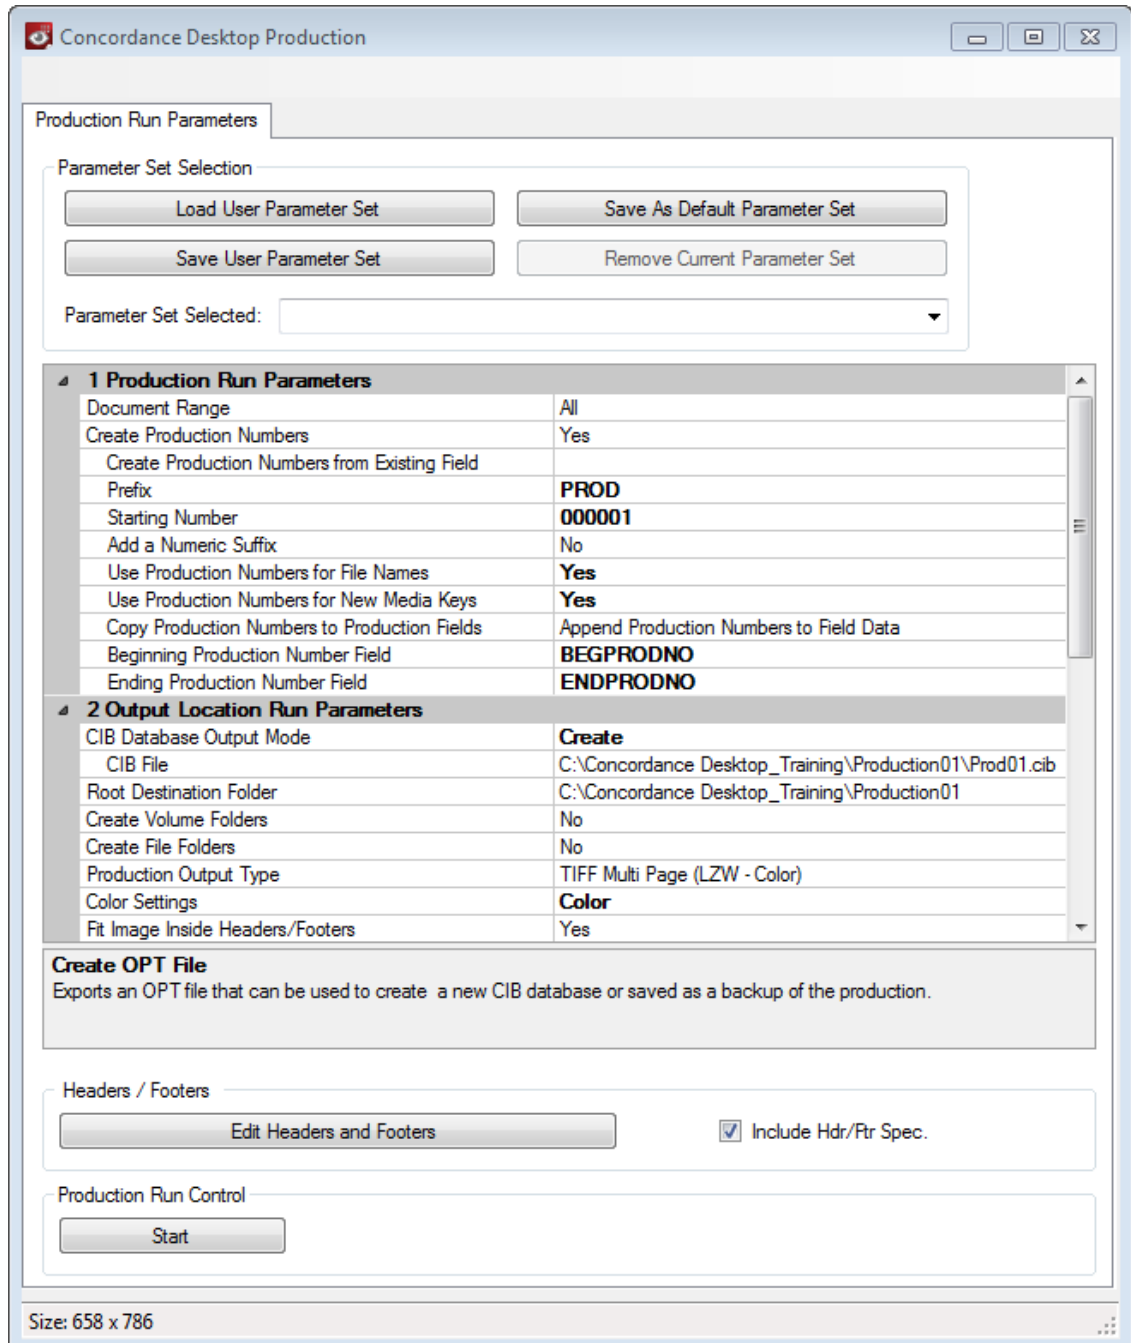 Concordance Desktop Production
Production Run Parameters
Parameter Set Selection
Load User Parameter Set Save As Default Parameter Set
Save User Parameter Set Remove Current Parameter Set
Parameter Set Selected:
1 Production Run Parameters
Document Range All
Create Production Numbers Yes
Create Production Numbers from Existing Field
Prefix PROD
Starting Number 000001
Add a Numeric Suffix No
Use Production Numbers for File Names Yes
Use Production Numbers for New Media Keys Yes
Copy Production Numbers to Production Fields Append Production Numbers to Field Data
Beginning Production Number Field BEGPRODNO
Ending Production Number Field ENDPRODNO
2 Output Location Run Parameters
CIB Database Output Mode Create
CIB File C:\Concordance Desktop_Training\Production01\Prod01.cib
Root Destination Folder C:\Concordance Desktop_Training\Production01
Create Volume Folders No
Create File Folders No
Production Output Type TIFF Multi Page (LZW - Color)
Color Settings Color
Fit Image Inside Headers/Footers Yes
Create OPT File
Exports an OPT file that can be used to create a new CIB database or saved as a backup of the production.
Headers / Footers
Edit Headers and Footers Include Hdr/Ftr Spec.
Production Run Control
Start
Size: 658 x 786